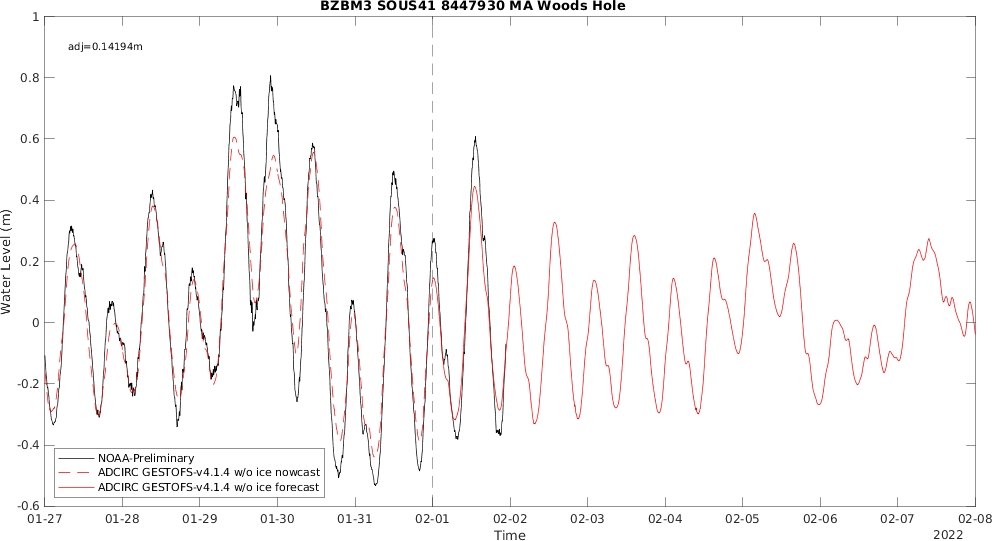 BZBM3 SOUS41 8447930 MA Woods Hole
adj=0.14194m
Water Level (m)
1
0.8
0.6
0.4
0.2
0
-0.2
-0.4
-0.6
NOAA-Preliminary
ADCIRC GESTOFS-v4.1.4 w/o ice nowcast
ADCIRC GESTOFS-v4.1.4 w/o ice forecast
01-27 01-28 01-29 01-30 01-31 02-01 02-02 02-03 02-04 02-05 02-06 02-07 02-08
Time
2022